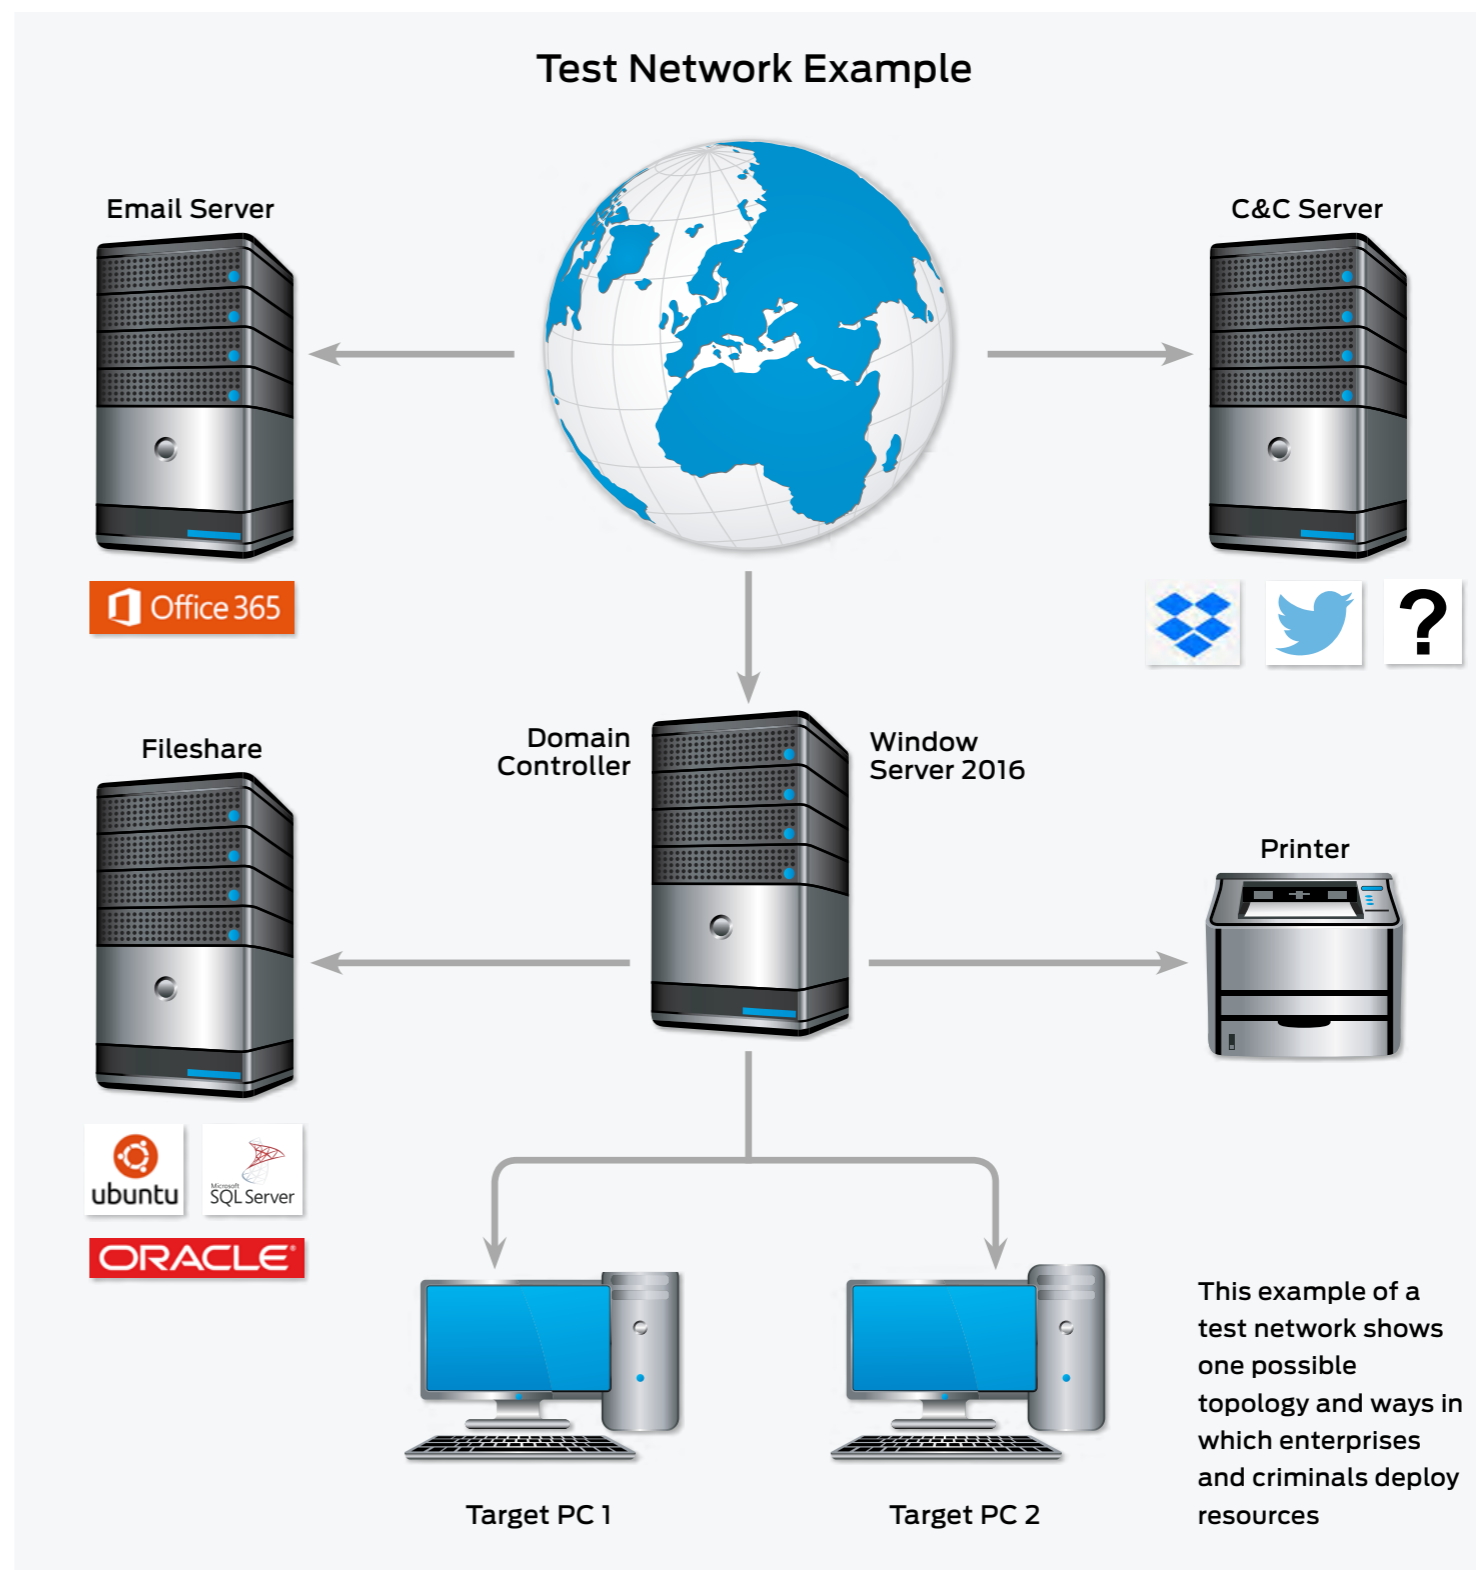 Test Network Example
Email Server
C&C Server
Office 365
?
Fileshare
Domain
Controller
Window
Server 2016
Printer
ubuntu
Microsoft
SQL Server
ORACLE®
Target PC 1
Target PC 2
This example of a
test network shows
one possible
topology and ways in
which enterprises
and criminals deploy
resources